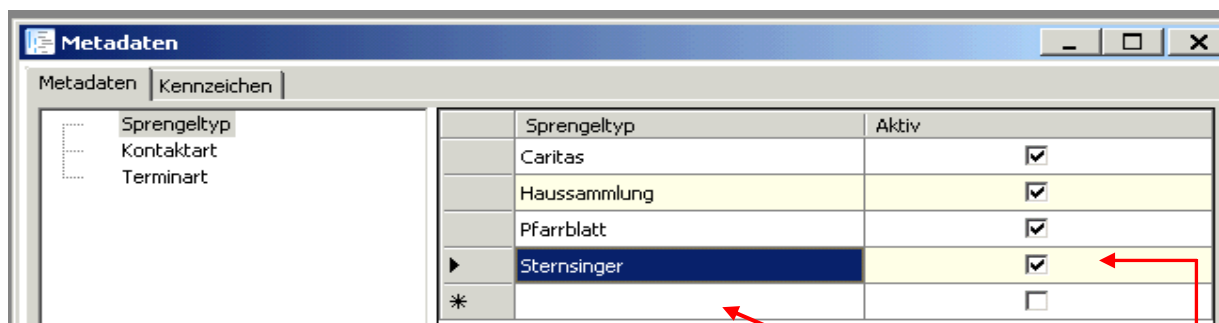 Metadaten
Metadaten Kennzeichen
Sprengeltyp
Kontaktart
Terminart
Sprengeltyp Aktiv
Caritas
Haussammlung
Pfarrblatt
Sternsinger